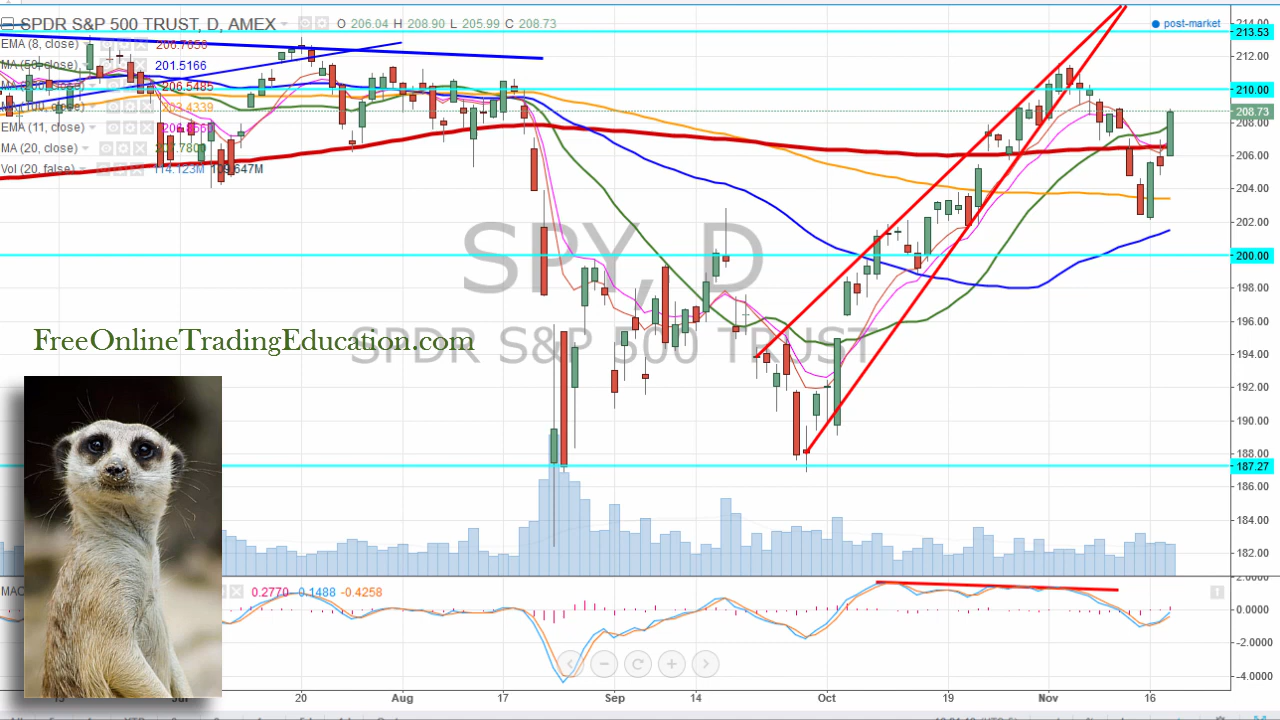 SPDR S&P 500 TRUST, D, AMEX O 206.04 H 208.90 L 205.99 C 208.73
post-market
EMA (8, close)
MA (50, close) 201.5166
206.5485
close)
EMA (11, close)
MA (20, close)
Vol (20, false) 114.123M
214.00
213.53
212.00
210.00
208.73
208.00
206.00
204.00
202.00
200.00
198.00
196.00
194.00
192.00
190.00
188.00
187.27
186.00
184.00
182.00
SPY, D
SPDR S&P 500 TRUST
FreeOnlineTradingEducation.com
0.2770 -0.1488 -0.4258
2.0000
0.0000
-2.0000
-4.0000
20 Aug 17 Sep 14 Oct 19 Nov 16